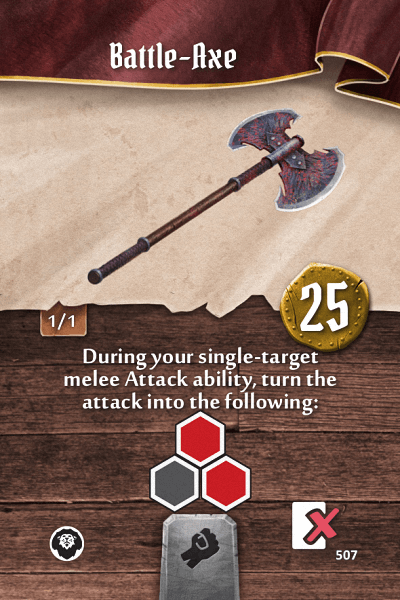 Battle-Axe
1/1
25
During your single-target
melee Attack ability, turn the
attack into the following:
507